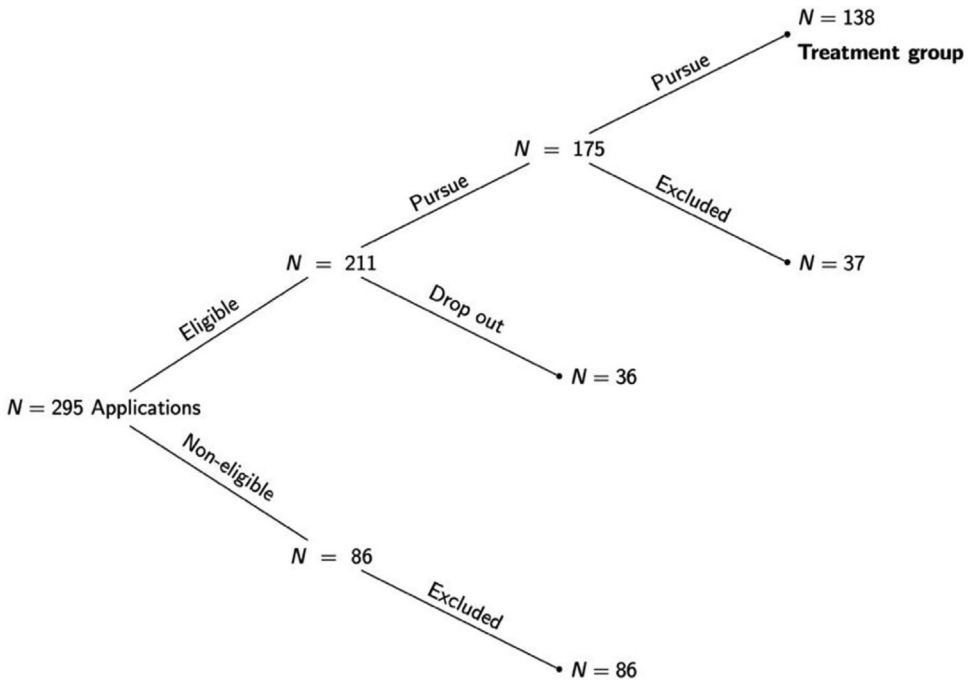 N = 138
Treatment group
Pursue
N = 175
Pursue
Excluded
N = 211
N = 37
Eligible
Drop out
N = 36
N = 295 Applications
Non-eligible
N = 86
Excluded
N = 86